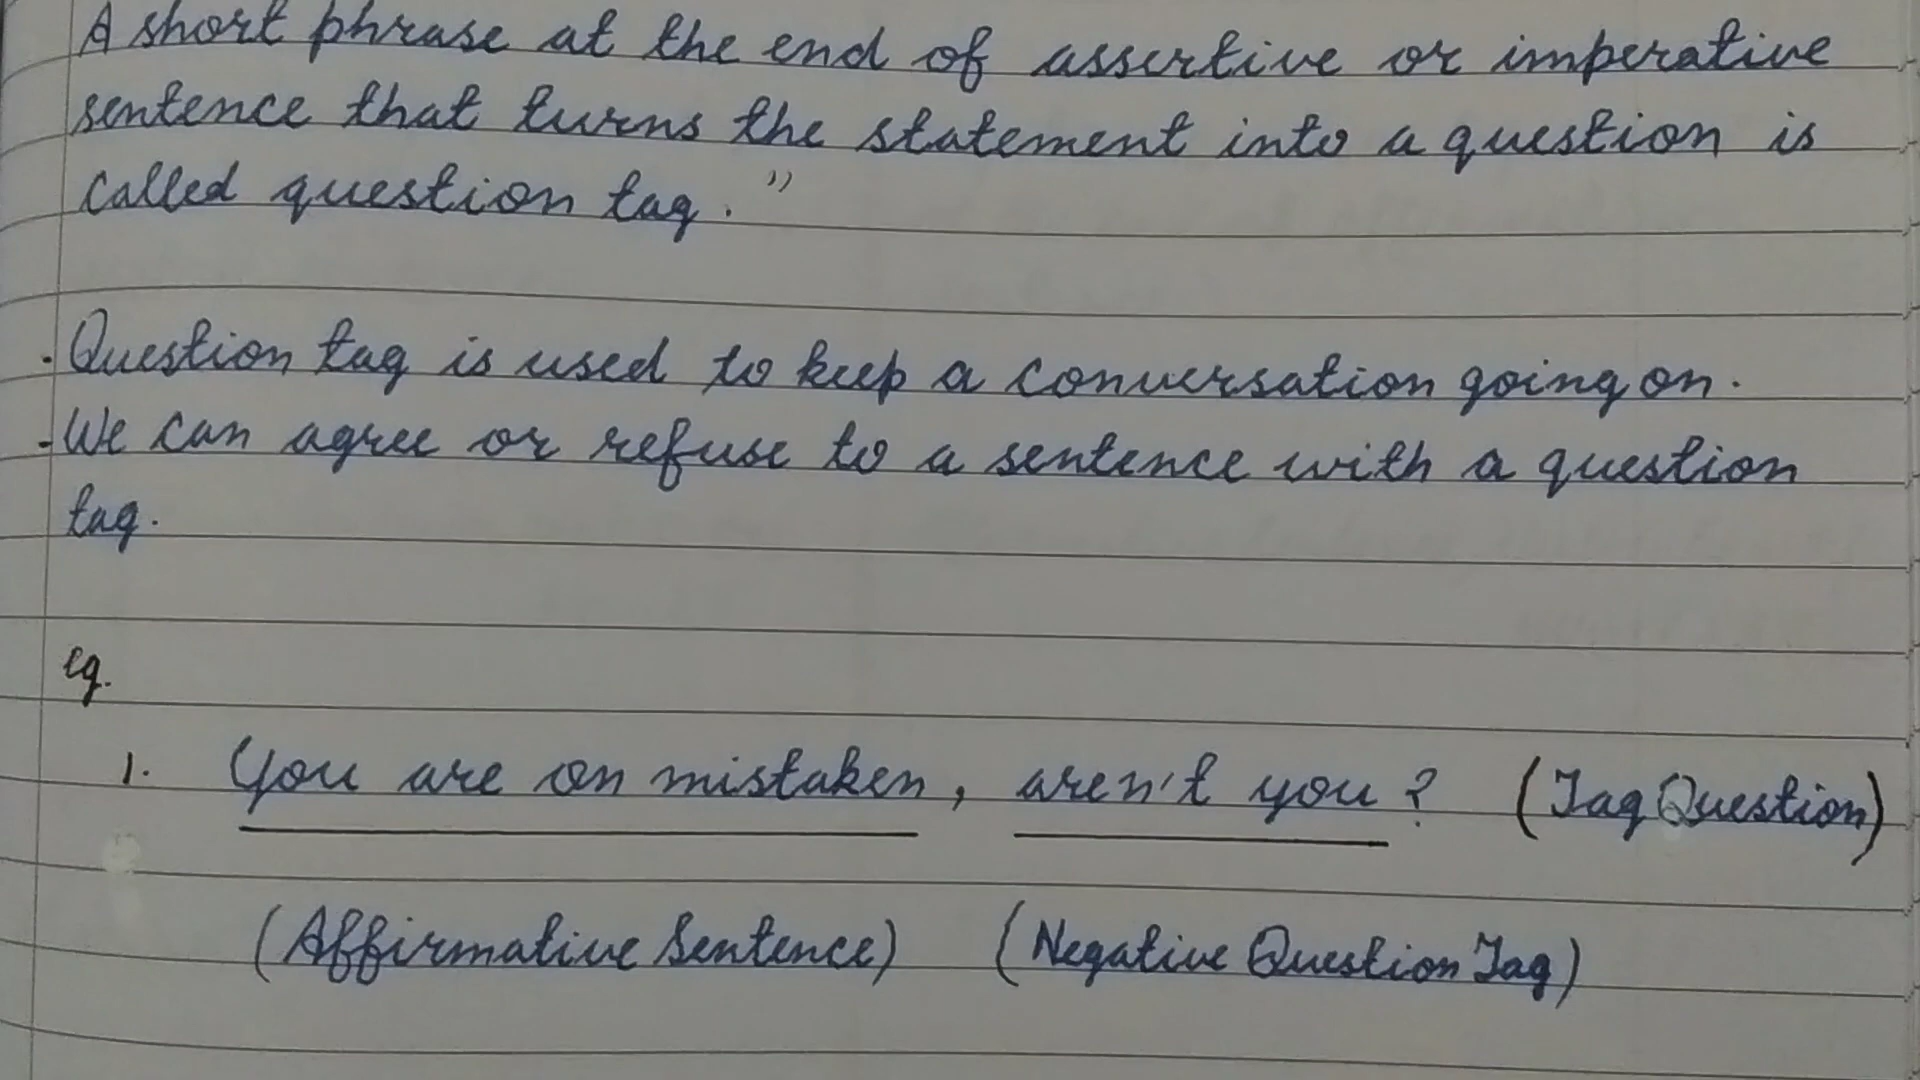 A short phrase at the end of assertive or imperative
sentence that turns the statement into a question is
called question tag."
. Question tag is used to keep a conversation going on.
- We can agree or refuse to a sentence with a question
tag.
eg.
1. You are on mistaken, aren't you? (Tag Question)
(Affirmative Sentence) (Negative Question Tag)